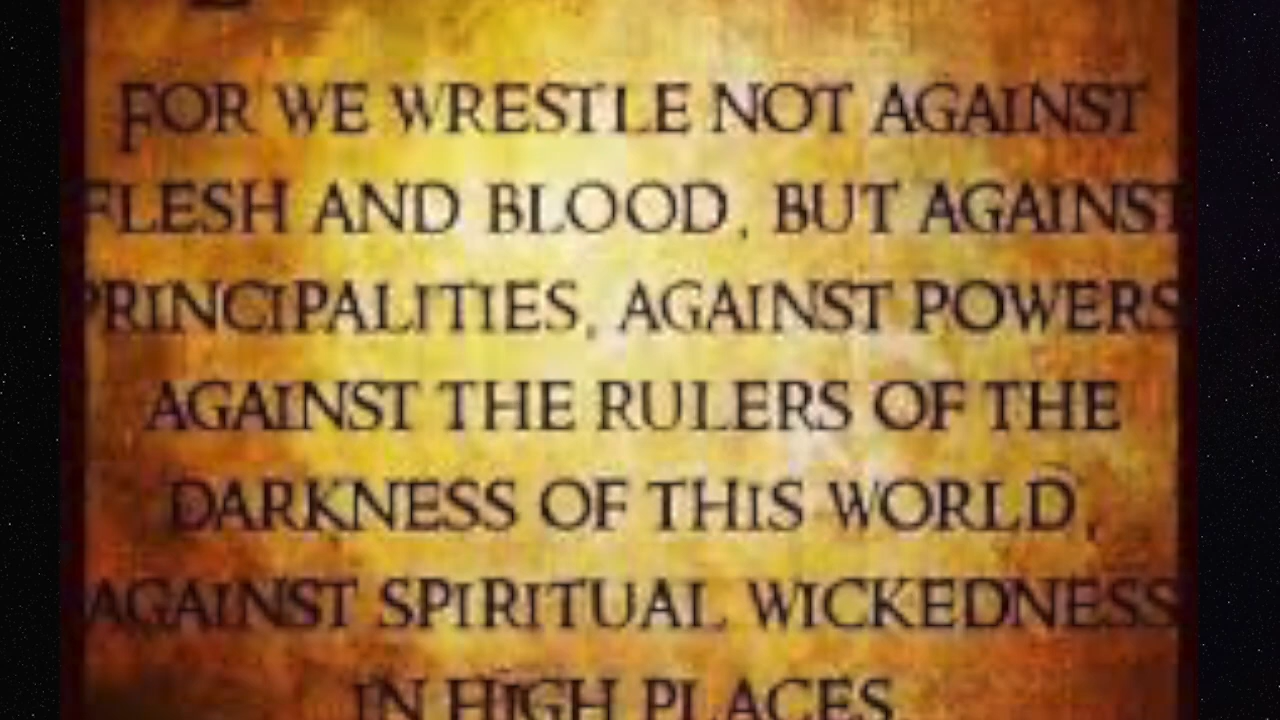 FOR WE WRESTLE NOT AGAINST
FLESH AND BLOOD, BUT AGAINST
PRINCIPALITIES, AGAINST POWERS
AGAINST THE RULERS OF THE
DARKNESS OF THIS WORLD,
AGAINST SPIRITUAL WICKEDNESS
IN HIGH PLACES.